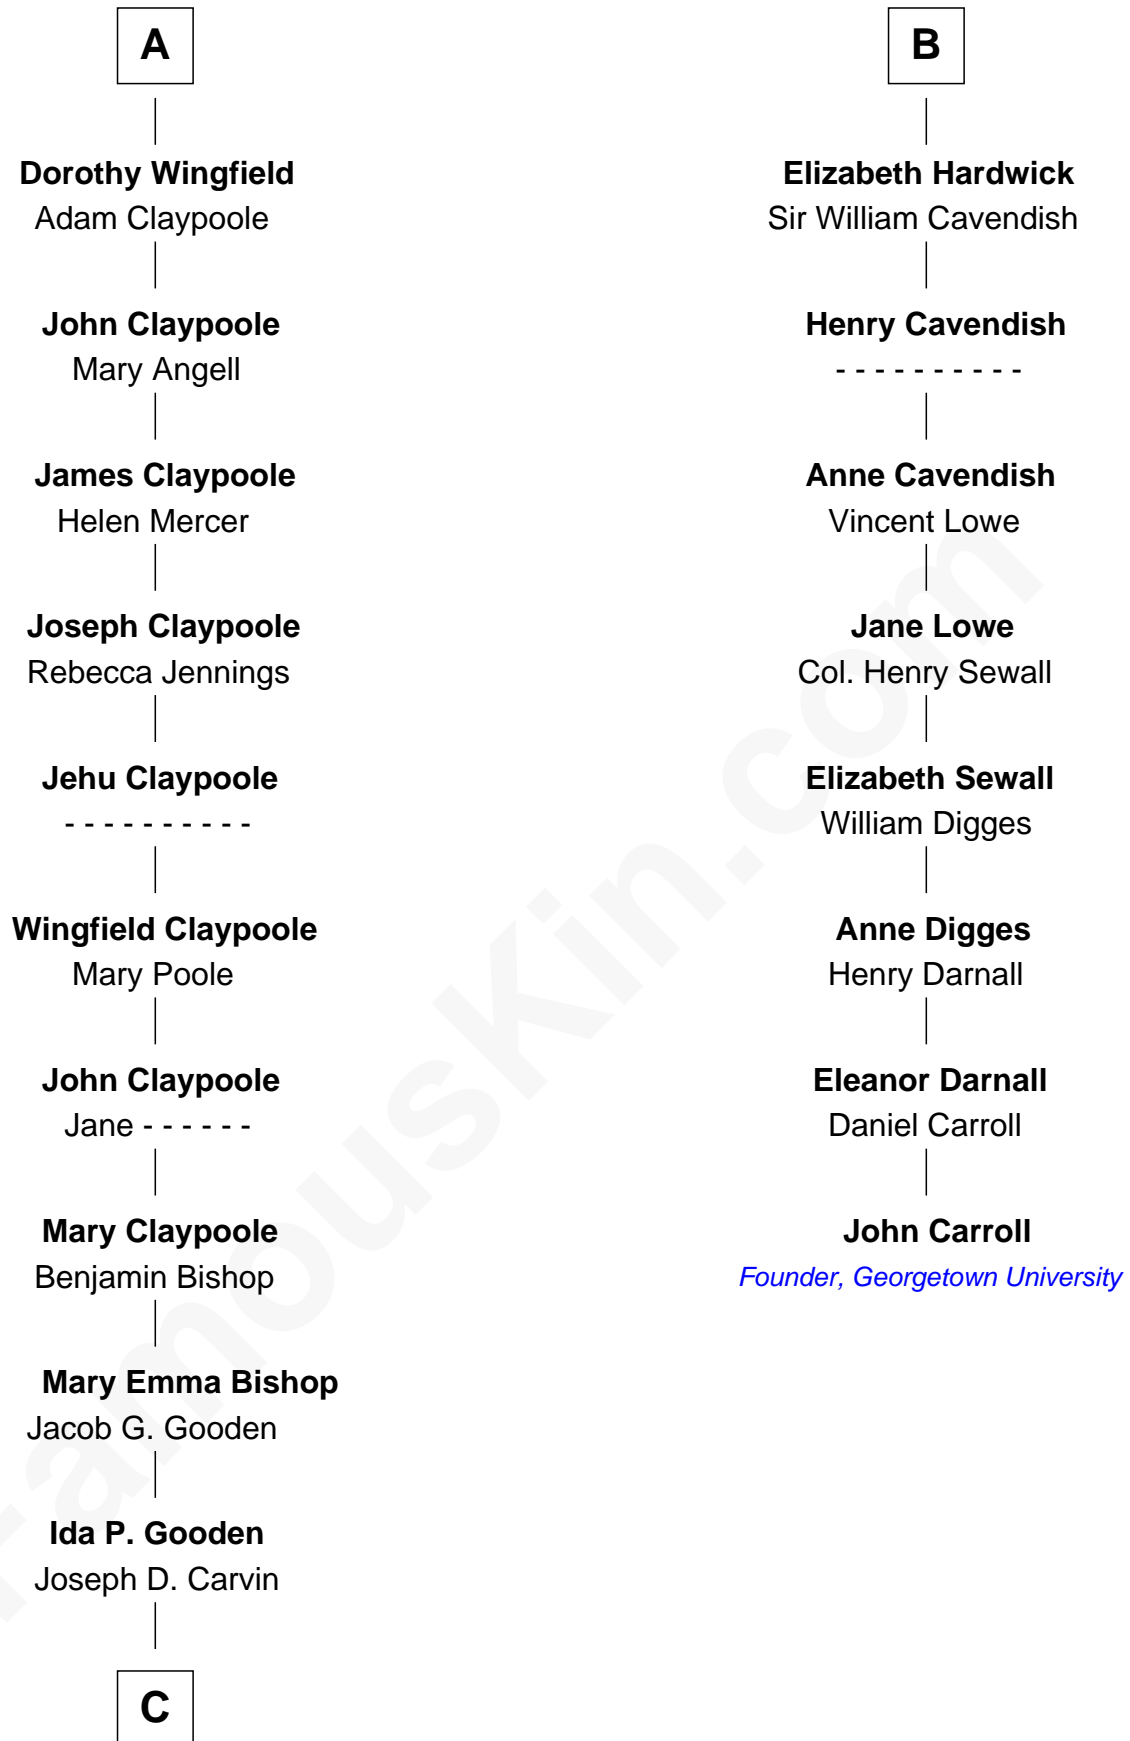 A
Dorothy Wingfield
Adam Claypoole
John Claypoole
Mary Angell
James Claypoole
Helen Mercer
Joseph Claypoole
Rebecca Jennings
Jehu Claypoole
- - - - - - - - - -
Wingfield Claypoole
Mary Poole
John Claypoole
Jane - - - - - -
Mary Claypoole
Benjamin Bishop
Mary Emma Bishop
Jacob G. Gooden
Ida P. Gooden
Joseph D. Carvin
C
B
Elizabeth Hardwick
Sir William Cavendish
Henry Cavendish
- - - - - - - - - -
Anne Cavendish
Vincent Lowe
Jane Lowe
Col. Henry Sewall
Elizabeth Sewall
William Digges
Anne Digges
Henry Darnall
Eleanor Darnall
Daniel Carroll
John Carroll
Founder, Georgetown University
FamousKin.com